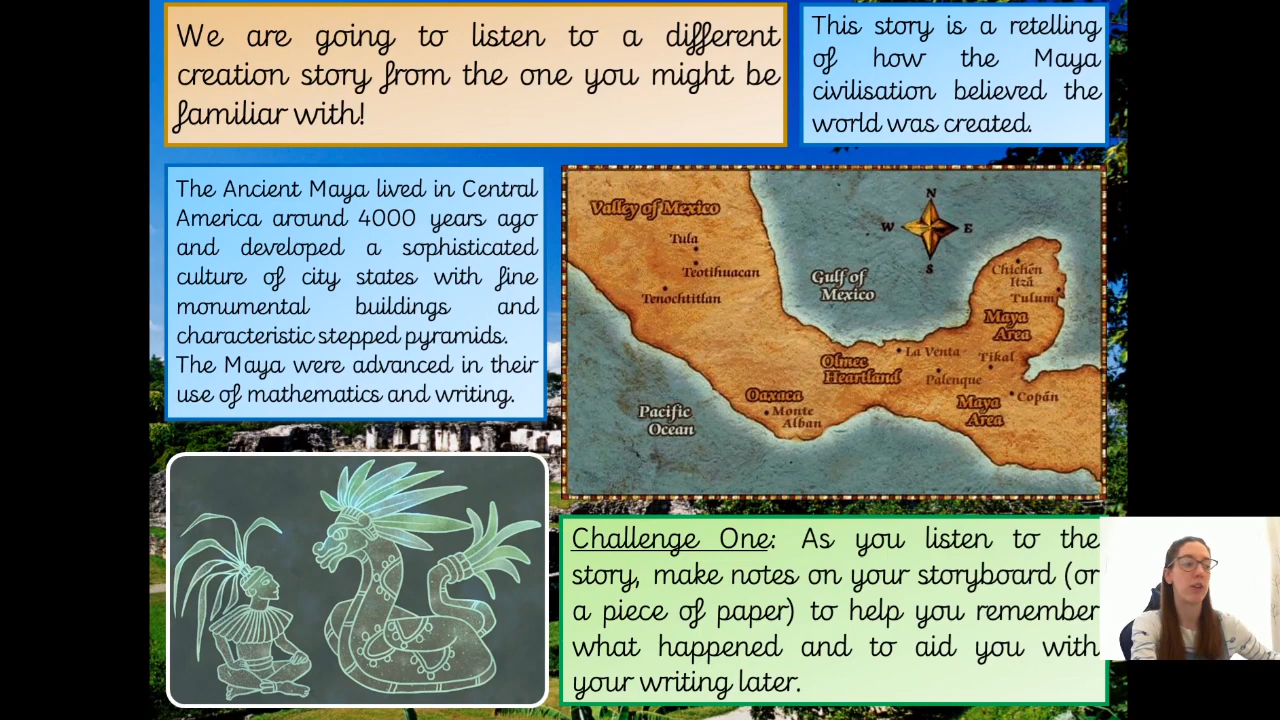 We are going to listen to a different
creation story from the one you might be
familiar with!
This story is a retelling
of how the Maya
civilisation believed the
world was created.
The Ancient Maya lived in Central
America around 4000 years ago
and developed a sophisticated
culture of city states with fine
monumental buildings and
characteristic stepped pyramids.
The Maya were advanced in their
use of mathematics and writing.
Valley of Mexico
Tula
Teotihuacan
Tenochtitlan
Gulf of
Mexico
N
W
E
S
Chichén
Itzá
Tulum
Maya
Area
La Venta
Tikal
Olmec
Heartland
Palenque
Oaxaca
Monte
Alban
Maya
Area
Copán
Pacific
Ocean
Challenge One: As you listen to the
story, make notes on your storyboard (or
a piece of paper) to help you remember
what happened and to aid you with
your writing later.